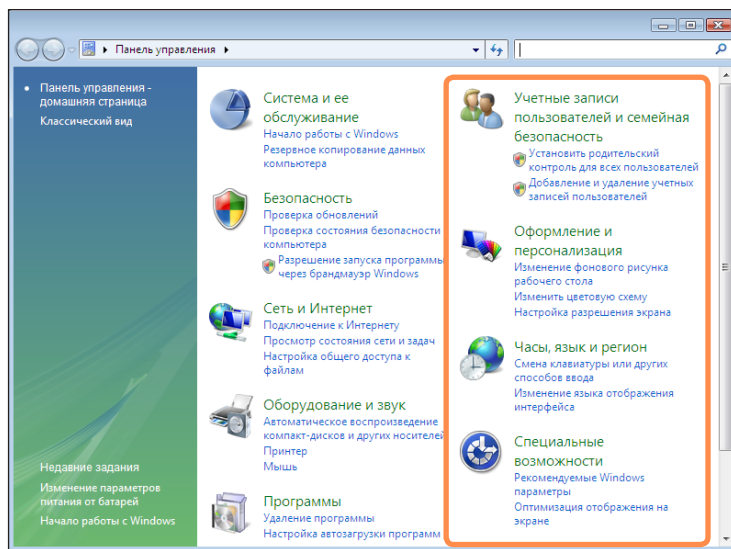 Панель управления
Панель управления -
домашняя страница
Классический вид
Недавние задания
Изменение параметров
питания от батарей
Начало работы с Windows
Система и ее
обслуживание
Начало работы с Windows
Резервное копирование данных
компьютера
Безопасность
Проверка обновлений
Проверка состояния безопасности
компьютера
Разрешение запуска программы
через брандмауэр Windows
Сеть и Интернет
Подключение к Интернету
Просмотр состояния сети и задач
Настройка общего доступа к
файлам
Оборудование и звук
Автоматическое воспроизведение
компакт-дисков и других носителей
Принтер
Мышь
Программы
Удаление программы
Настройка автозагрузки программ
Учетные записи
пользователей и семейная
безопасность
Установить родительский
контроль для всех пользователей
Добавление и удаление учетных
записей пользователей
Оформление и
персонализация
Изменение фонового рисунка
рабочего стола
Изменить цветовую схему
Настройка разрешения экрана
Часы, язык и регион
Смена клавиатуры или других
способов ввода
Изменение языка отображения
интерфейса
Специальные
возможности
Рекомендуемые Windows
параметры
Оптимизация отображения на
экране